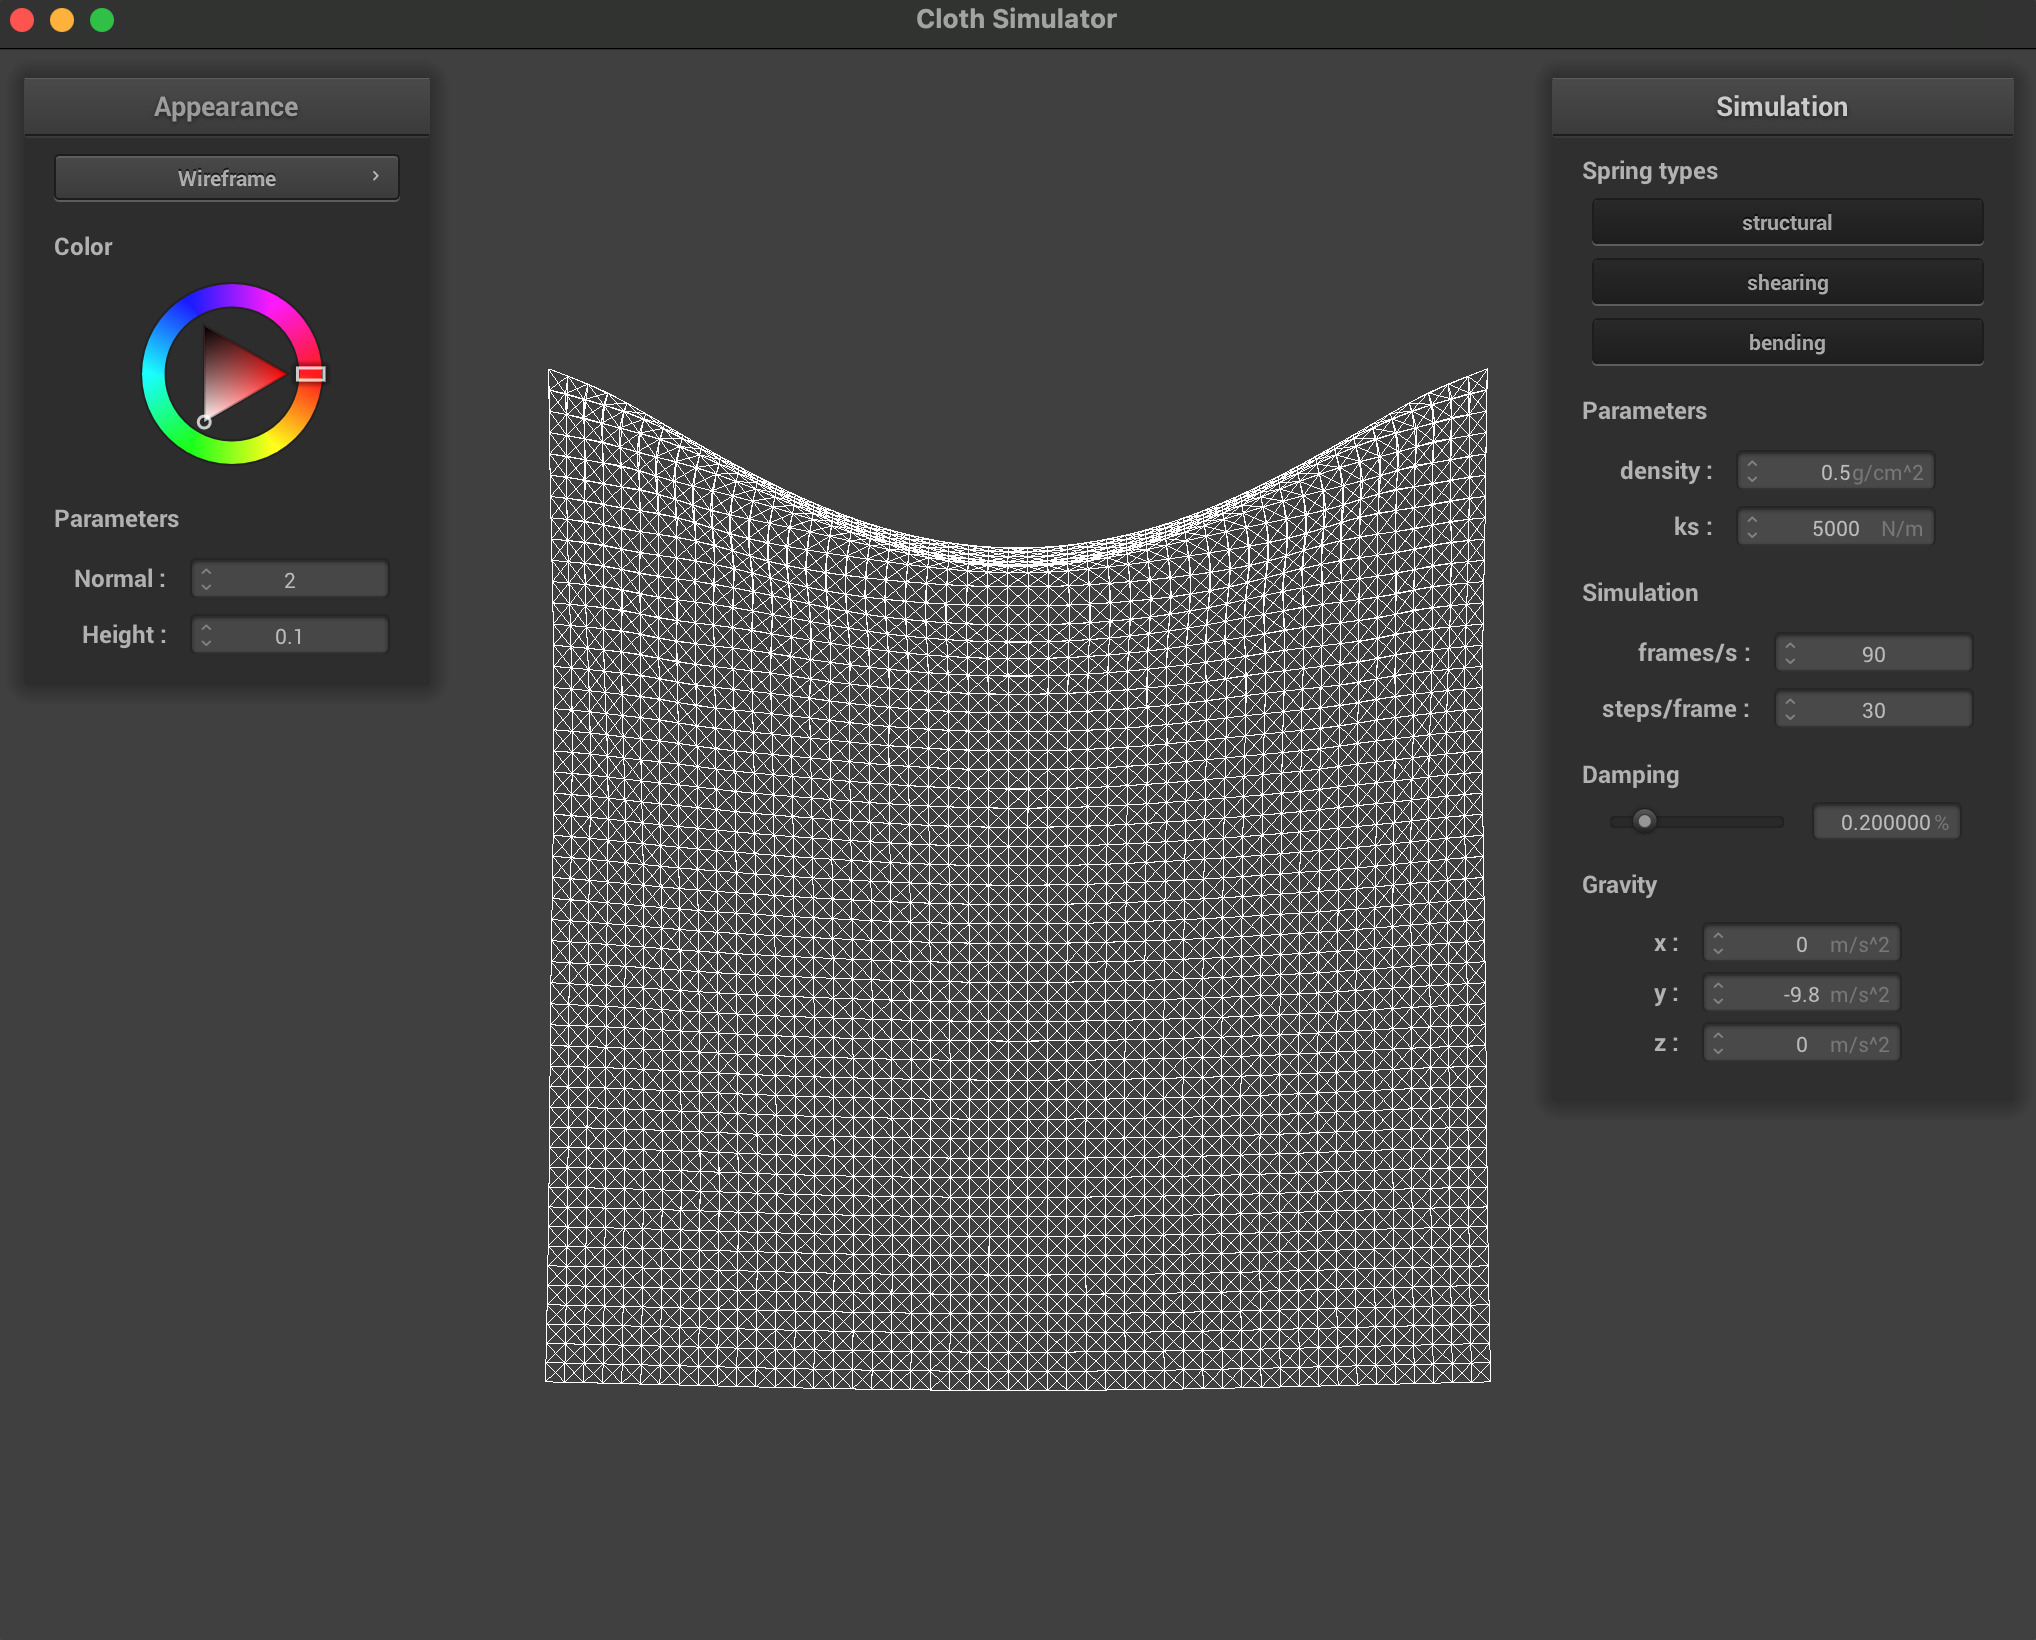 Cloth Simulator
Appearance
Wireframe
Color
Parameters
Normal : 2
Height : 0.1
Simulation
Spring types
structural
shearing
bending
Parameters
density : 0.5g/cm^2
ks : 5000 N/m
Simulation
frames/s : 90
steps/frame : 30
Damping
0.200000%
Gravity
x : 0 m/s^2
y : -9.8 m/s^2
z : 0 m/s^2